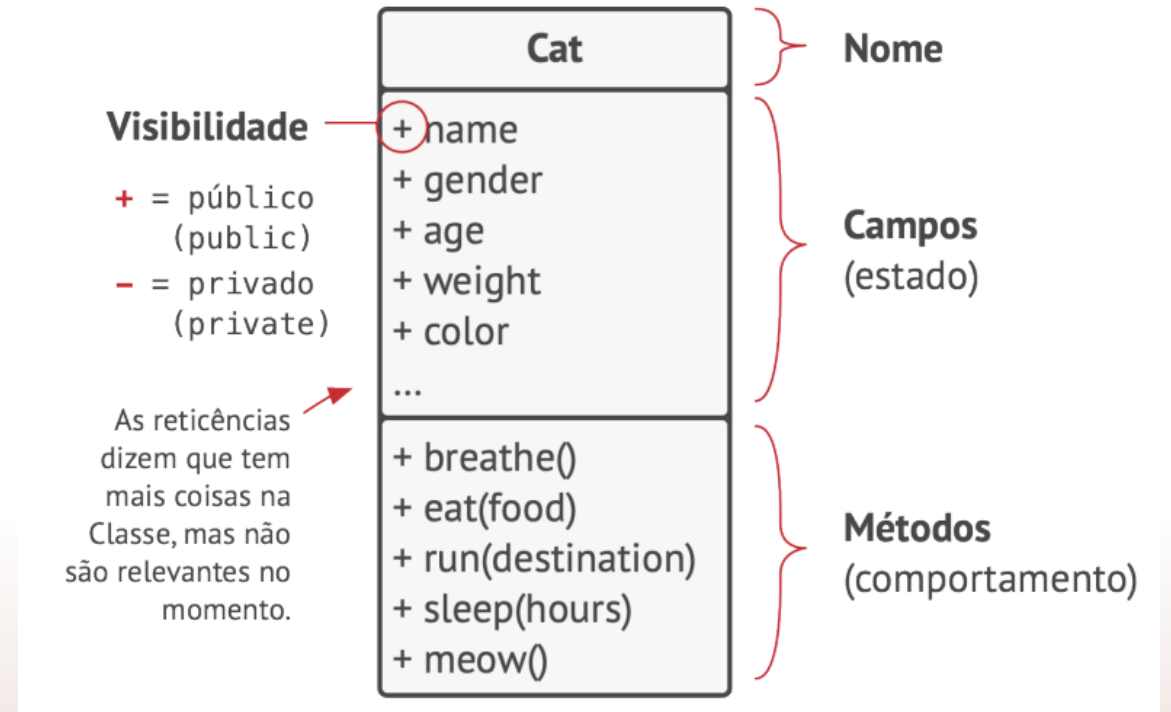 Cat
Nome
Visibilidade
+ = público
(public)
− = privado
(private)
As reticências
dizem que tem
mais coisas na
Classe, mas não
são relevantes no
momento.
+ name
+ gender
+ age
+ weight
+ color
...
Campos
(estado)
+ breathe()
+ eat(food)
+ run(destination)
+ sleep(hours)
+ meow()
Métodos
(comportamento)